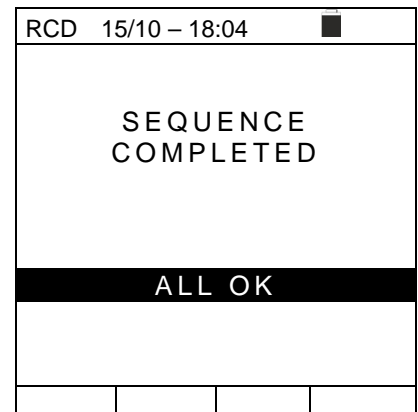 RCD 15/10 – 18:04
SEQUENCE
COMPLETED
ALL OK